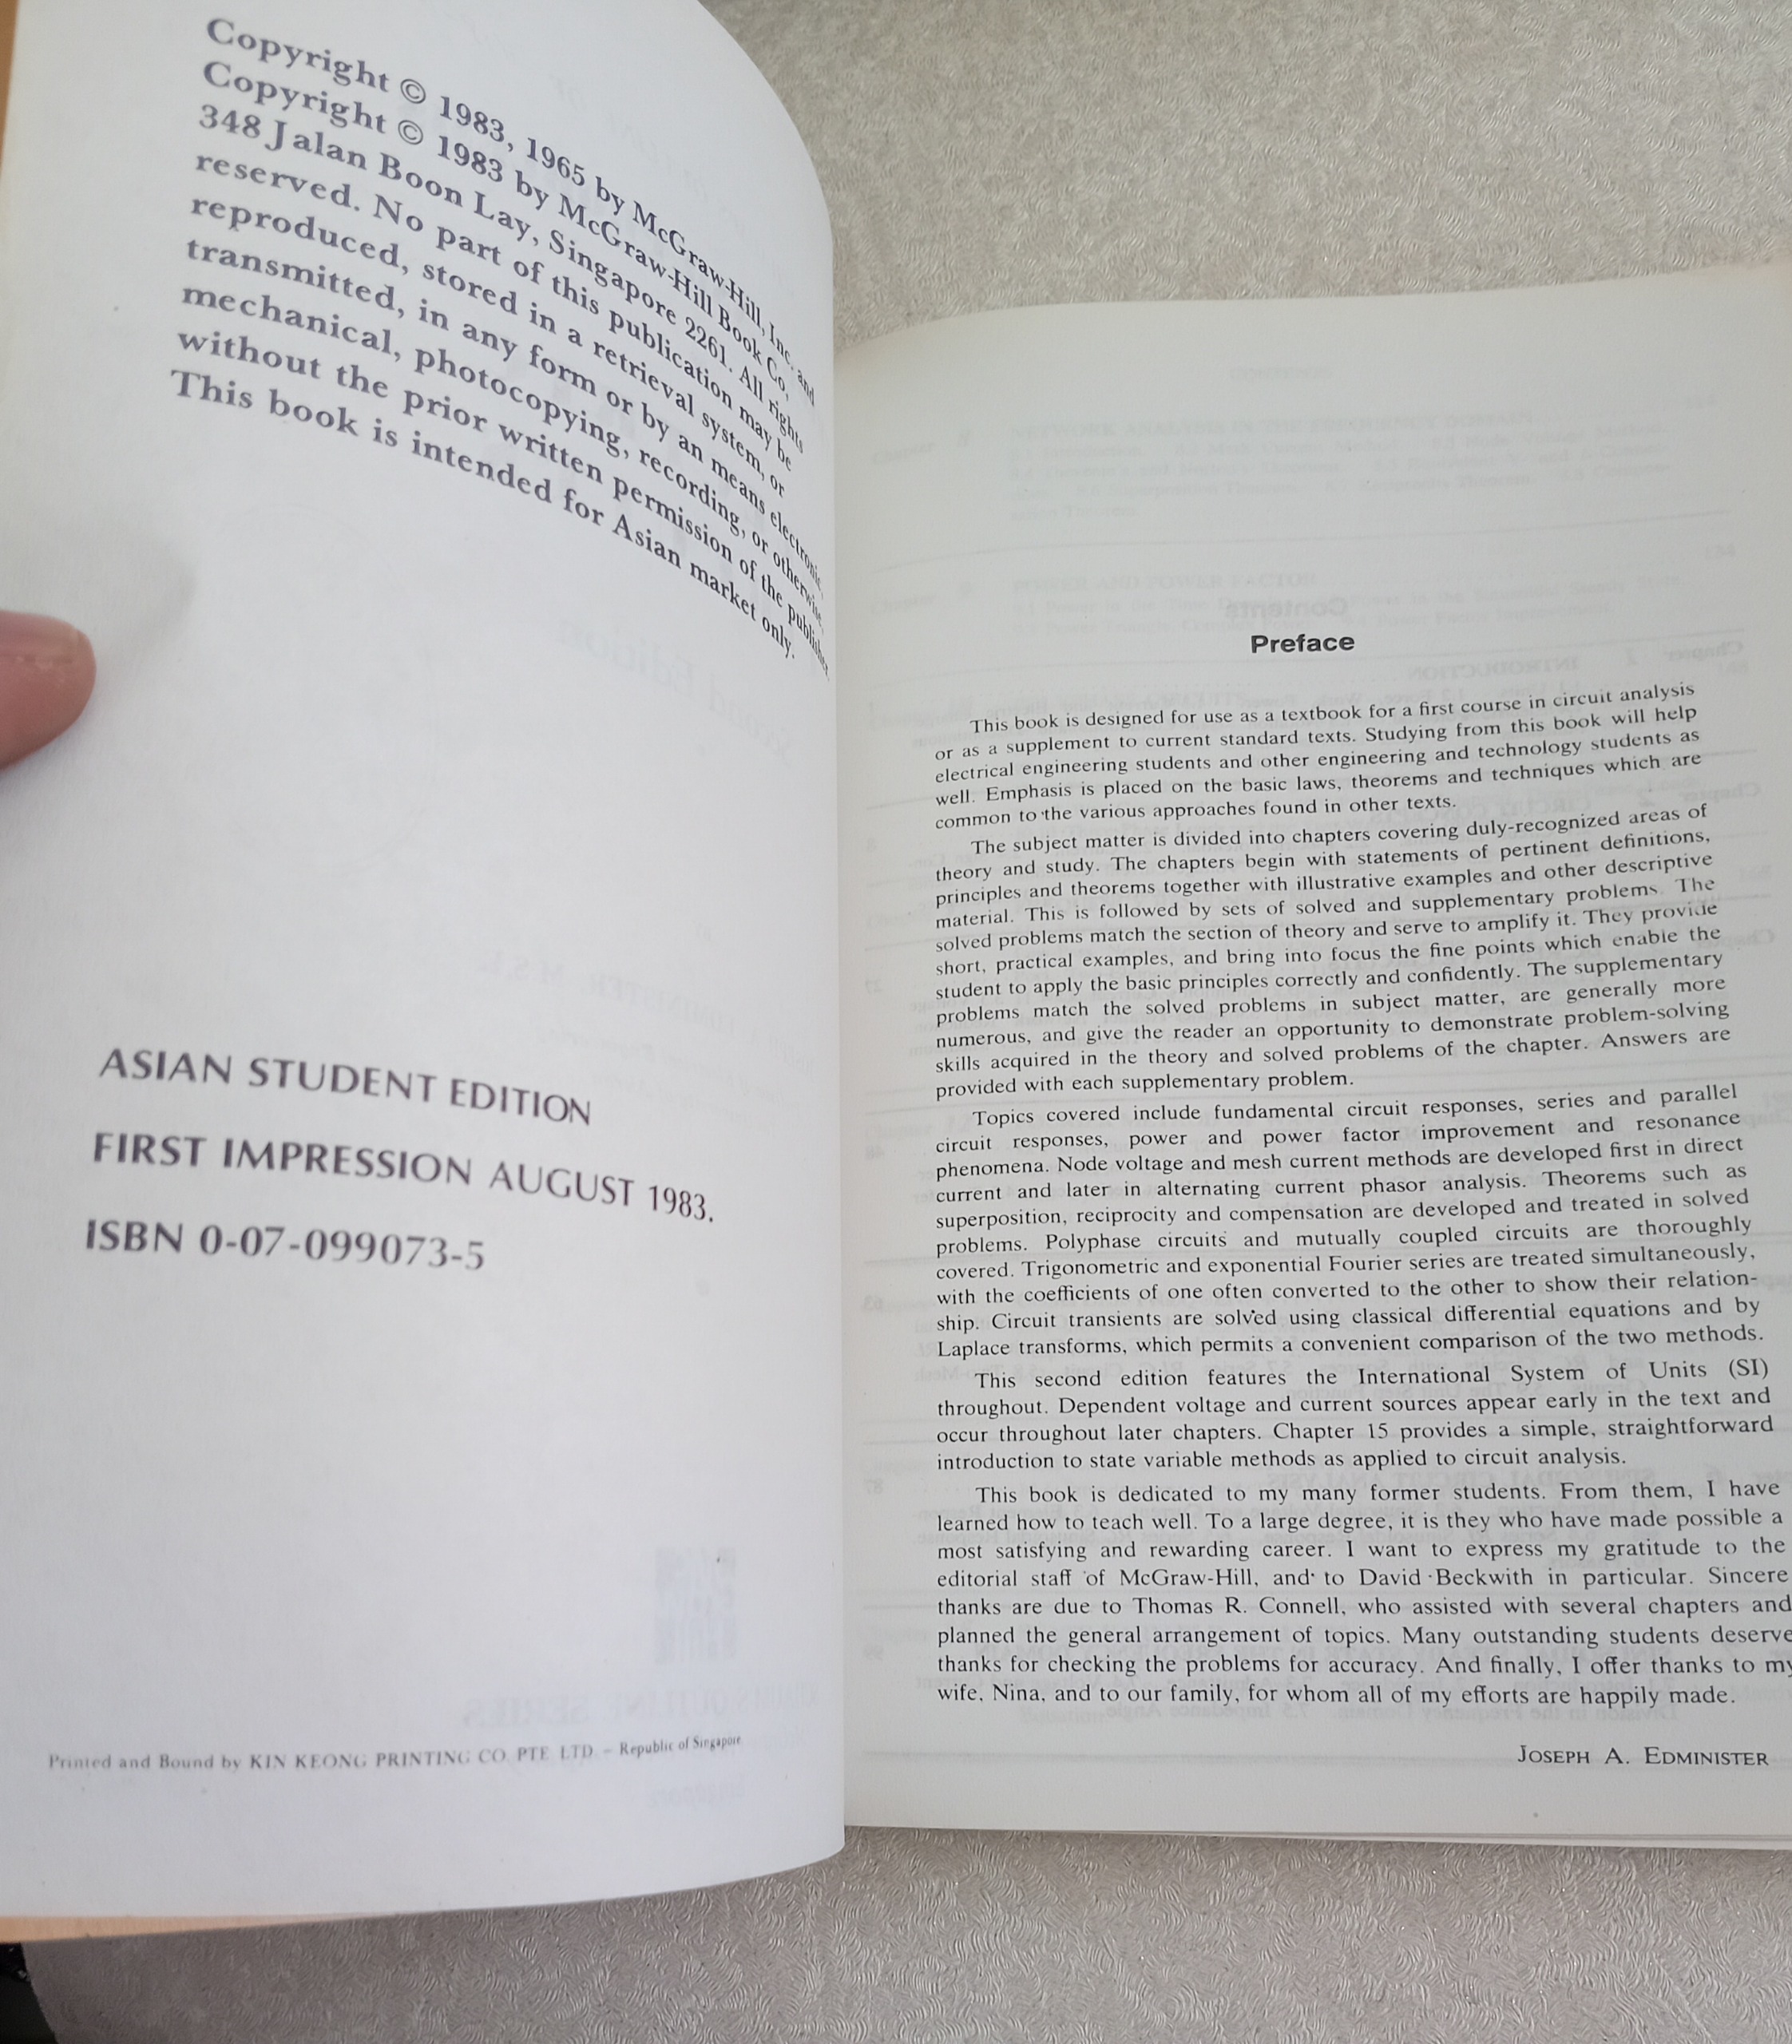 Copyright © 1983, 1965 by McGraw-Hill, Inc. and
Copyright © 1983 by McGraw-Hill Book Co,
348 Jalan Boon Lay, Singapore 2261. All rights
reserved. No part of this publication may be
reproduced, stored in a retrieval system, or
transmitted, in any form or by an means electronic,
mechanical, photocopying, recording, or otherwise,
without the prior written permission of the publisher.
This book is intended for Asian market only.
ASIAN STUDENT EDITION
FIRST IMPRESSION AUGUST 1983.
ISBN 0-07-099073-5
Printed and Bound by KIN KEONG PRINTING CO. PTE. LTD. – Republic of Singapore.
Preface
This book is designed for use as a textbook for a first course in circuit analysis
or as a supplement to current standard texts. Studying from this book will help
electrical engineering students and other engineering and technology students as
well. Emphasis is placed on the basic laws, theorems and techniques which are
common to the various approaches found in other texts.
The subject matter is divided into chapters covering duly-recognized areas of
theory and study. The chapters begin with statements of pertinent definitions,
principles and theorems together with illustrative examples and other descriptive
material. This is followed by sets of solved and supplementary problems. The
solved problems match the section of theory and serve to amplify it. They provide
short, practical examples, and bring into focus the fine points which enable the
student to apply the basic principles correctly and confidently. The supplementary
problems match the solved problems in subject matter, are generally more
numerous, and give the reader an opportunity to demonstrate problem-solving
skills acquired in the theory and solved problems of the chapter. Answers are
provided with each supplementary problem.
Topics covered include fundamental circuit responses, series and parallel
circuit responses, power and power factor improvement and resonance
phenomena. Node voltage and mesh current methods are developed first in direct
current and later in alternating current phasor analysis. Theorems such as
superposition, reciprocity and compensation are developed and treated in solved
problems. Polyphase circuits and mutually coupled circuits are thoroughly
covered. Trigonometric and exponential Fourier series are treated simultaneously,
with the coefficients of one often converted to the other to show their relation-
ship. Circuit transients are solved using classical differential equations and by
Laplace transforms, which permits a convenient comparison of the two methods.
This second edition features the International System of Units (SI)
throughout. Dependent voltage and current sources appear early in the text and
occur throughout later chapters. Chapter 15 provides a simple, straightforward
introduction to state variable methods as applied to circuit analysis.
This book is dedicated to my many former students. From them, I have
learned how to teach well. To a large degree, it is they who have made possible a
most satisfying and rewarding career. I want to express my gratitude to the
editorial staff of McGraw-Hill, and to David Beckwith in particular. Sincere
thanks are due to Thomas R. Connell, who assisted with several chapters and
planned the general arrangement of topics. Many outstanding students deserve
thanks for checking the problems for accuracy. And finally, I offer thanks to my
wife, Nina, and to our family, for whom all of my efforts are happily made.
JOSEPH A. EDMINISTER